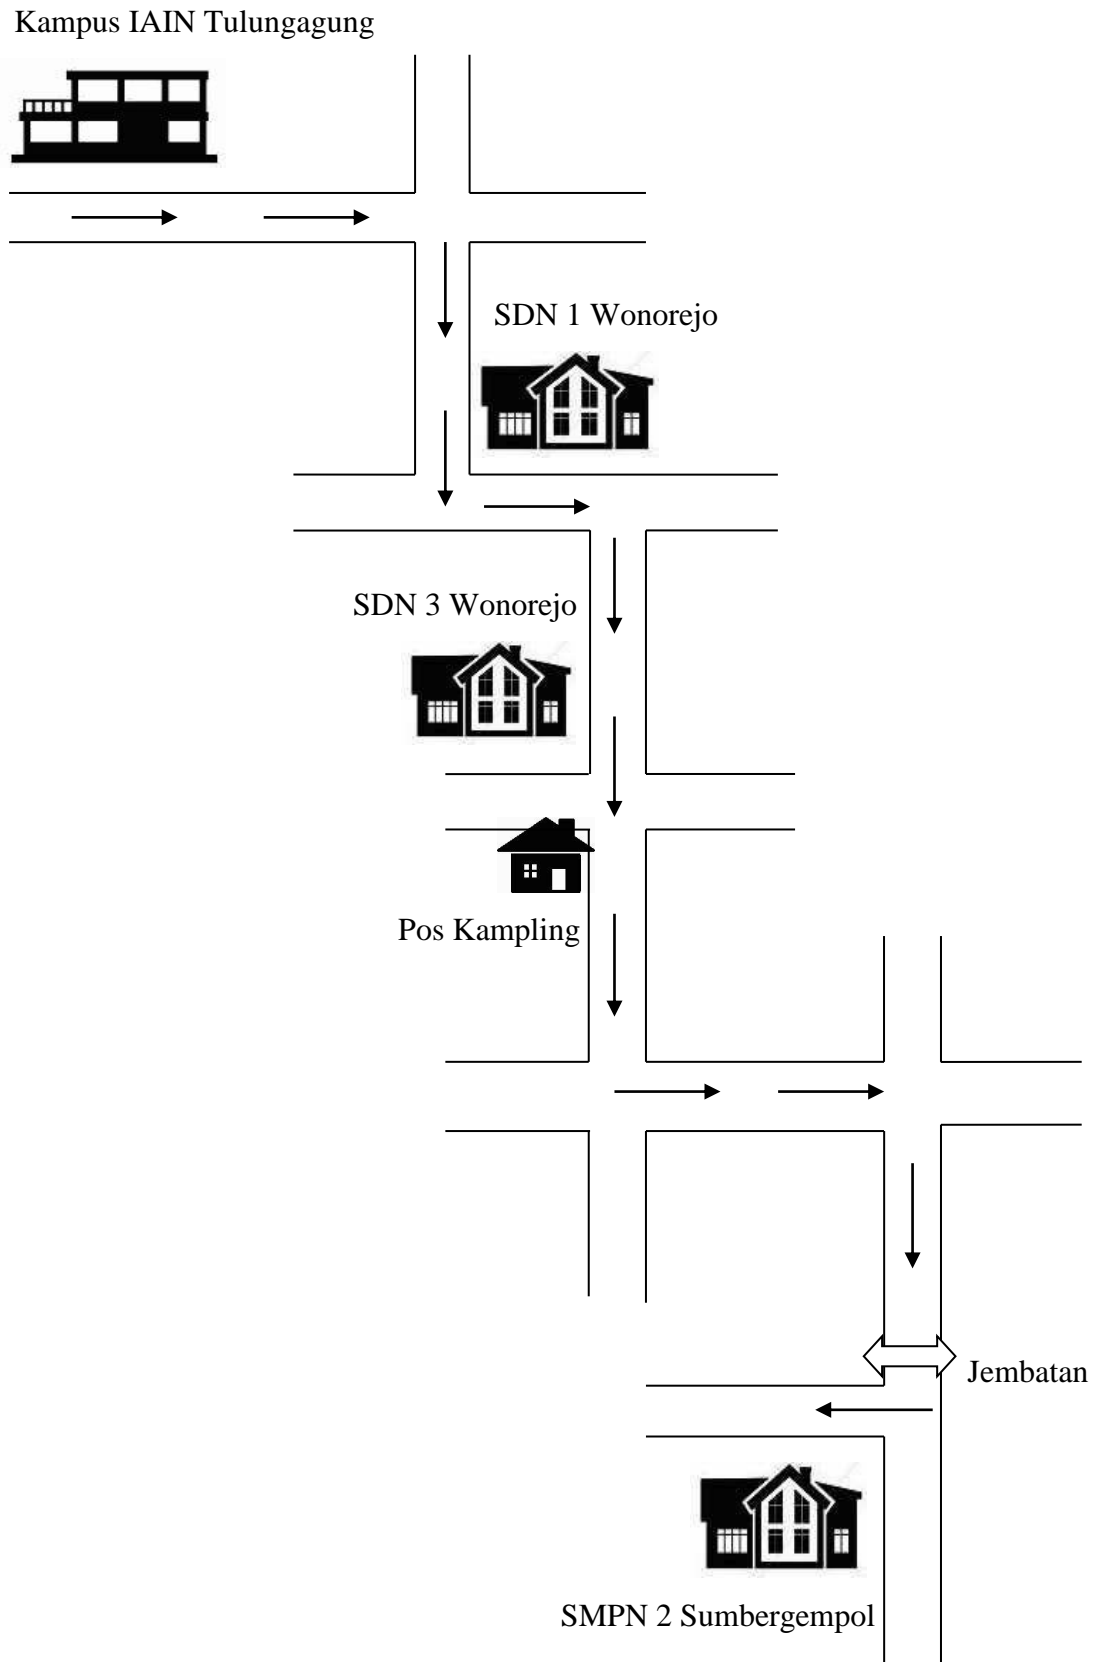 Kampus IAIN Tulungagung
SDN 1 Wonorejo
SDN 3 Wonorejo
Pos Kampling
Jembatan
SMPN 2 Sumbergempol